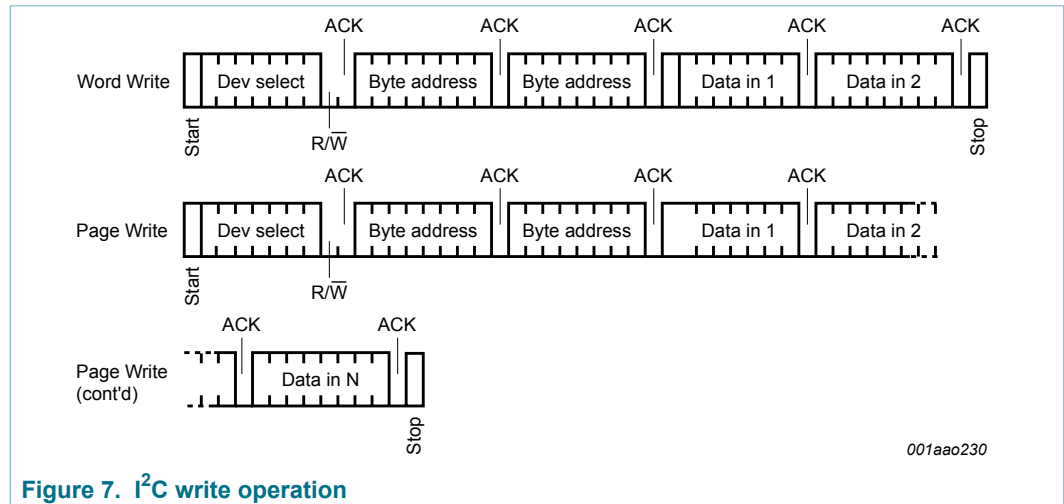 ACK ACK ACK ACK ACK
Word Write Dev select Byte address Byte address Data in 1 Data in 2
Start R/W̅ Stop
ACK ACK ACK ACK
Page Write Dev select Byte address Byte address Data in 1 Data in 2
Start R/W̅
ACK ACK
Page Write
(cont'd)
Data in N
Stop
001aao230
Figure 7. I²C write operation